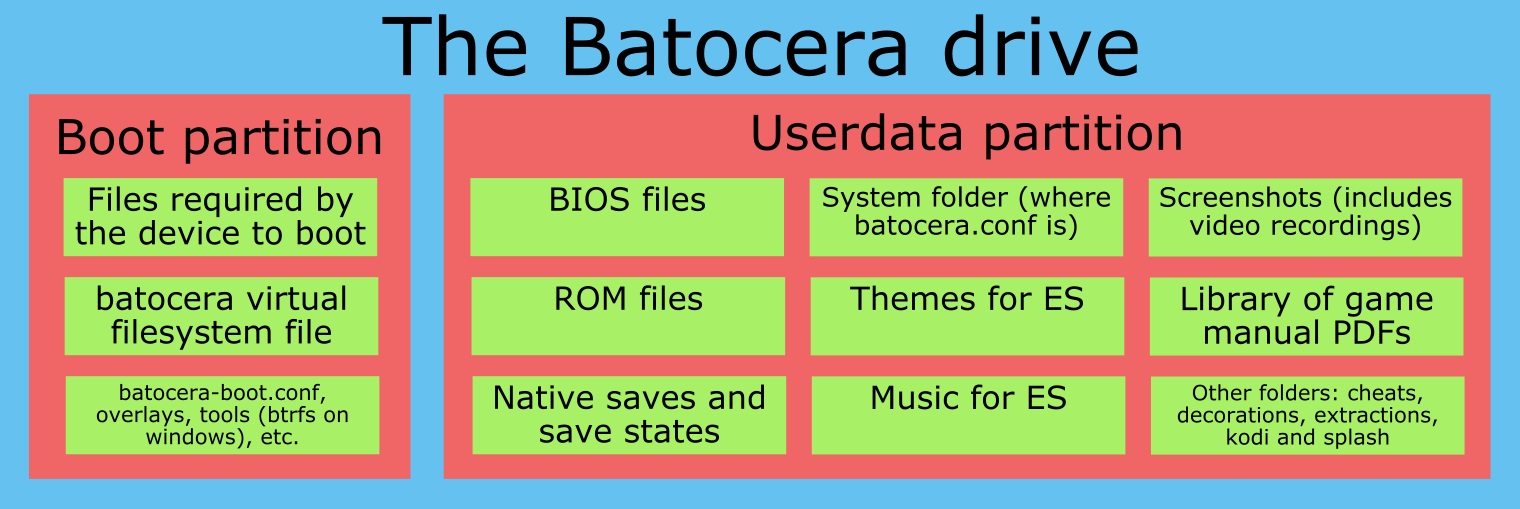 The Batocera drive
Boot partition
Files required by
the device to boot
batocera virtual
filesystem file
batocera-boot.conf,
overlays, tools (btrfs on
windows), etc.
Userdata partition
BIOS files
System folder (where
batocera.conf is)
Screenshots (includes
video recordings)
ROM files
Themes for ES
Library of game
manual PDFs
Native saves and
save states
Music for ES
Other folders: cheats,
decorations, extractions,
kodi and splash